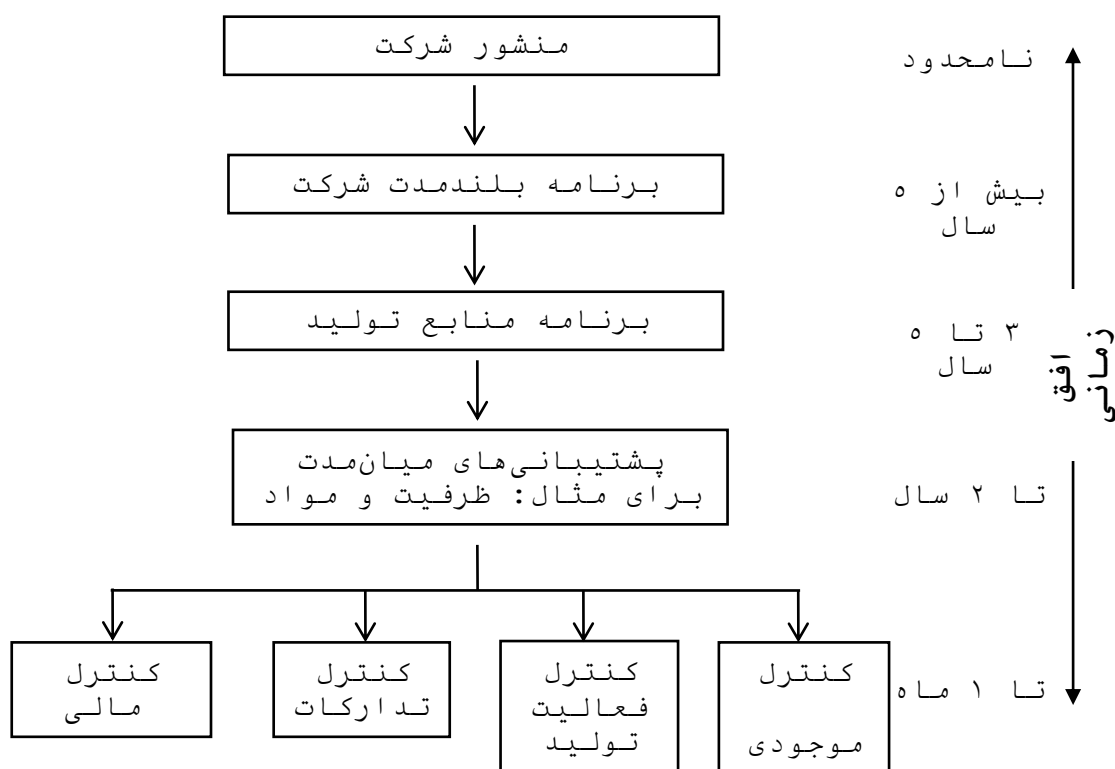 منشور شرکت
نامحدود
برنامه بلندمدت شرکت
بیش از ۵
سال
برنامه منابع تولید
۳ تا ۵
سال
افق
زمانی
پشتیبانی‌های میان‌مدت
برای مثال: ظرفیت و مواد
تا ۲ سال
تا ۱ ماه
کنترل
موجودی
کنترل
فعالیت
تولید
کنترل
تدارکات
کنترل
مالی